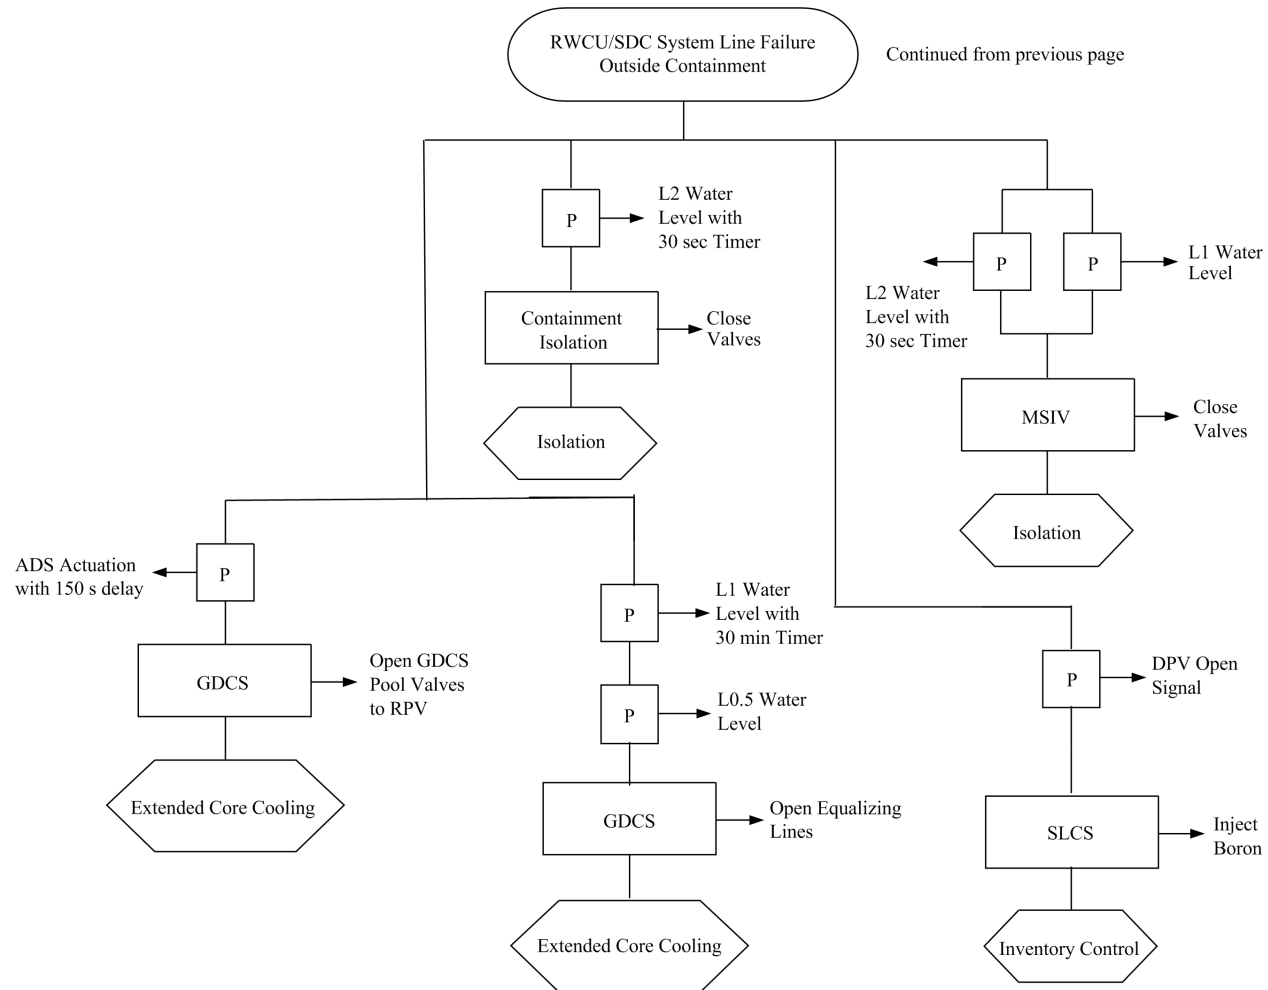 RWCU/SDC System Line Failure
Outside Containment
Continued from previous page
P
L2 Water
Level with
30 sec Timer
Containment
Isolation
Close
Valves
Isolation
P
P
L1 Water
Level
L2 Water
Level with
30 sec Timer
MSIV
Close
Valves
Isolation
ADS Actuation
with 150 s delay
P
GDCS
Open GDCS
Pool Valves
to RPV
Extended Core Cooling
P
L1 Water
Level with
30 min Timer
P
L0.5 Water
Level
GDCS
Open Equalizing
Lines
Extended Core Cooling
P
DPV Open
Signal
SLCS
Inject
Boron
Inventory Control